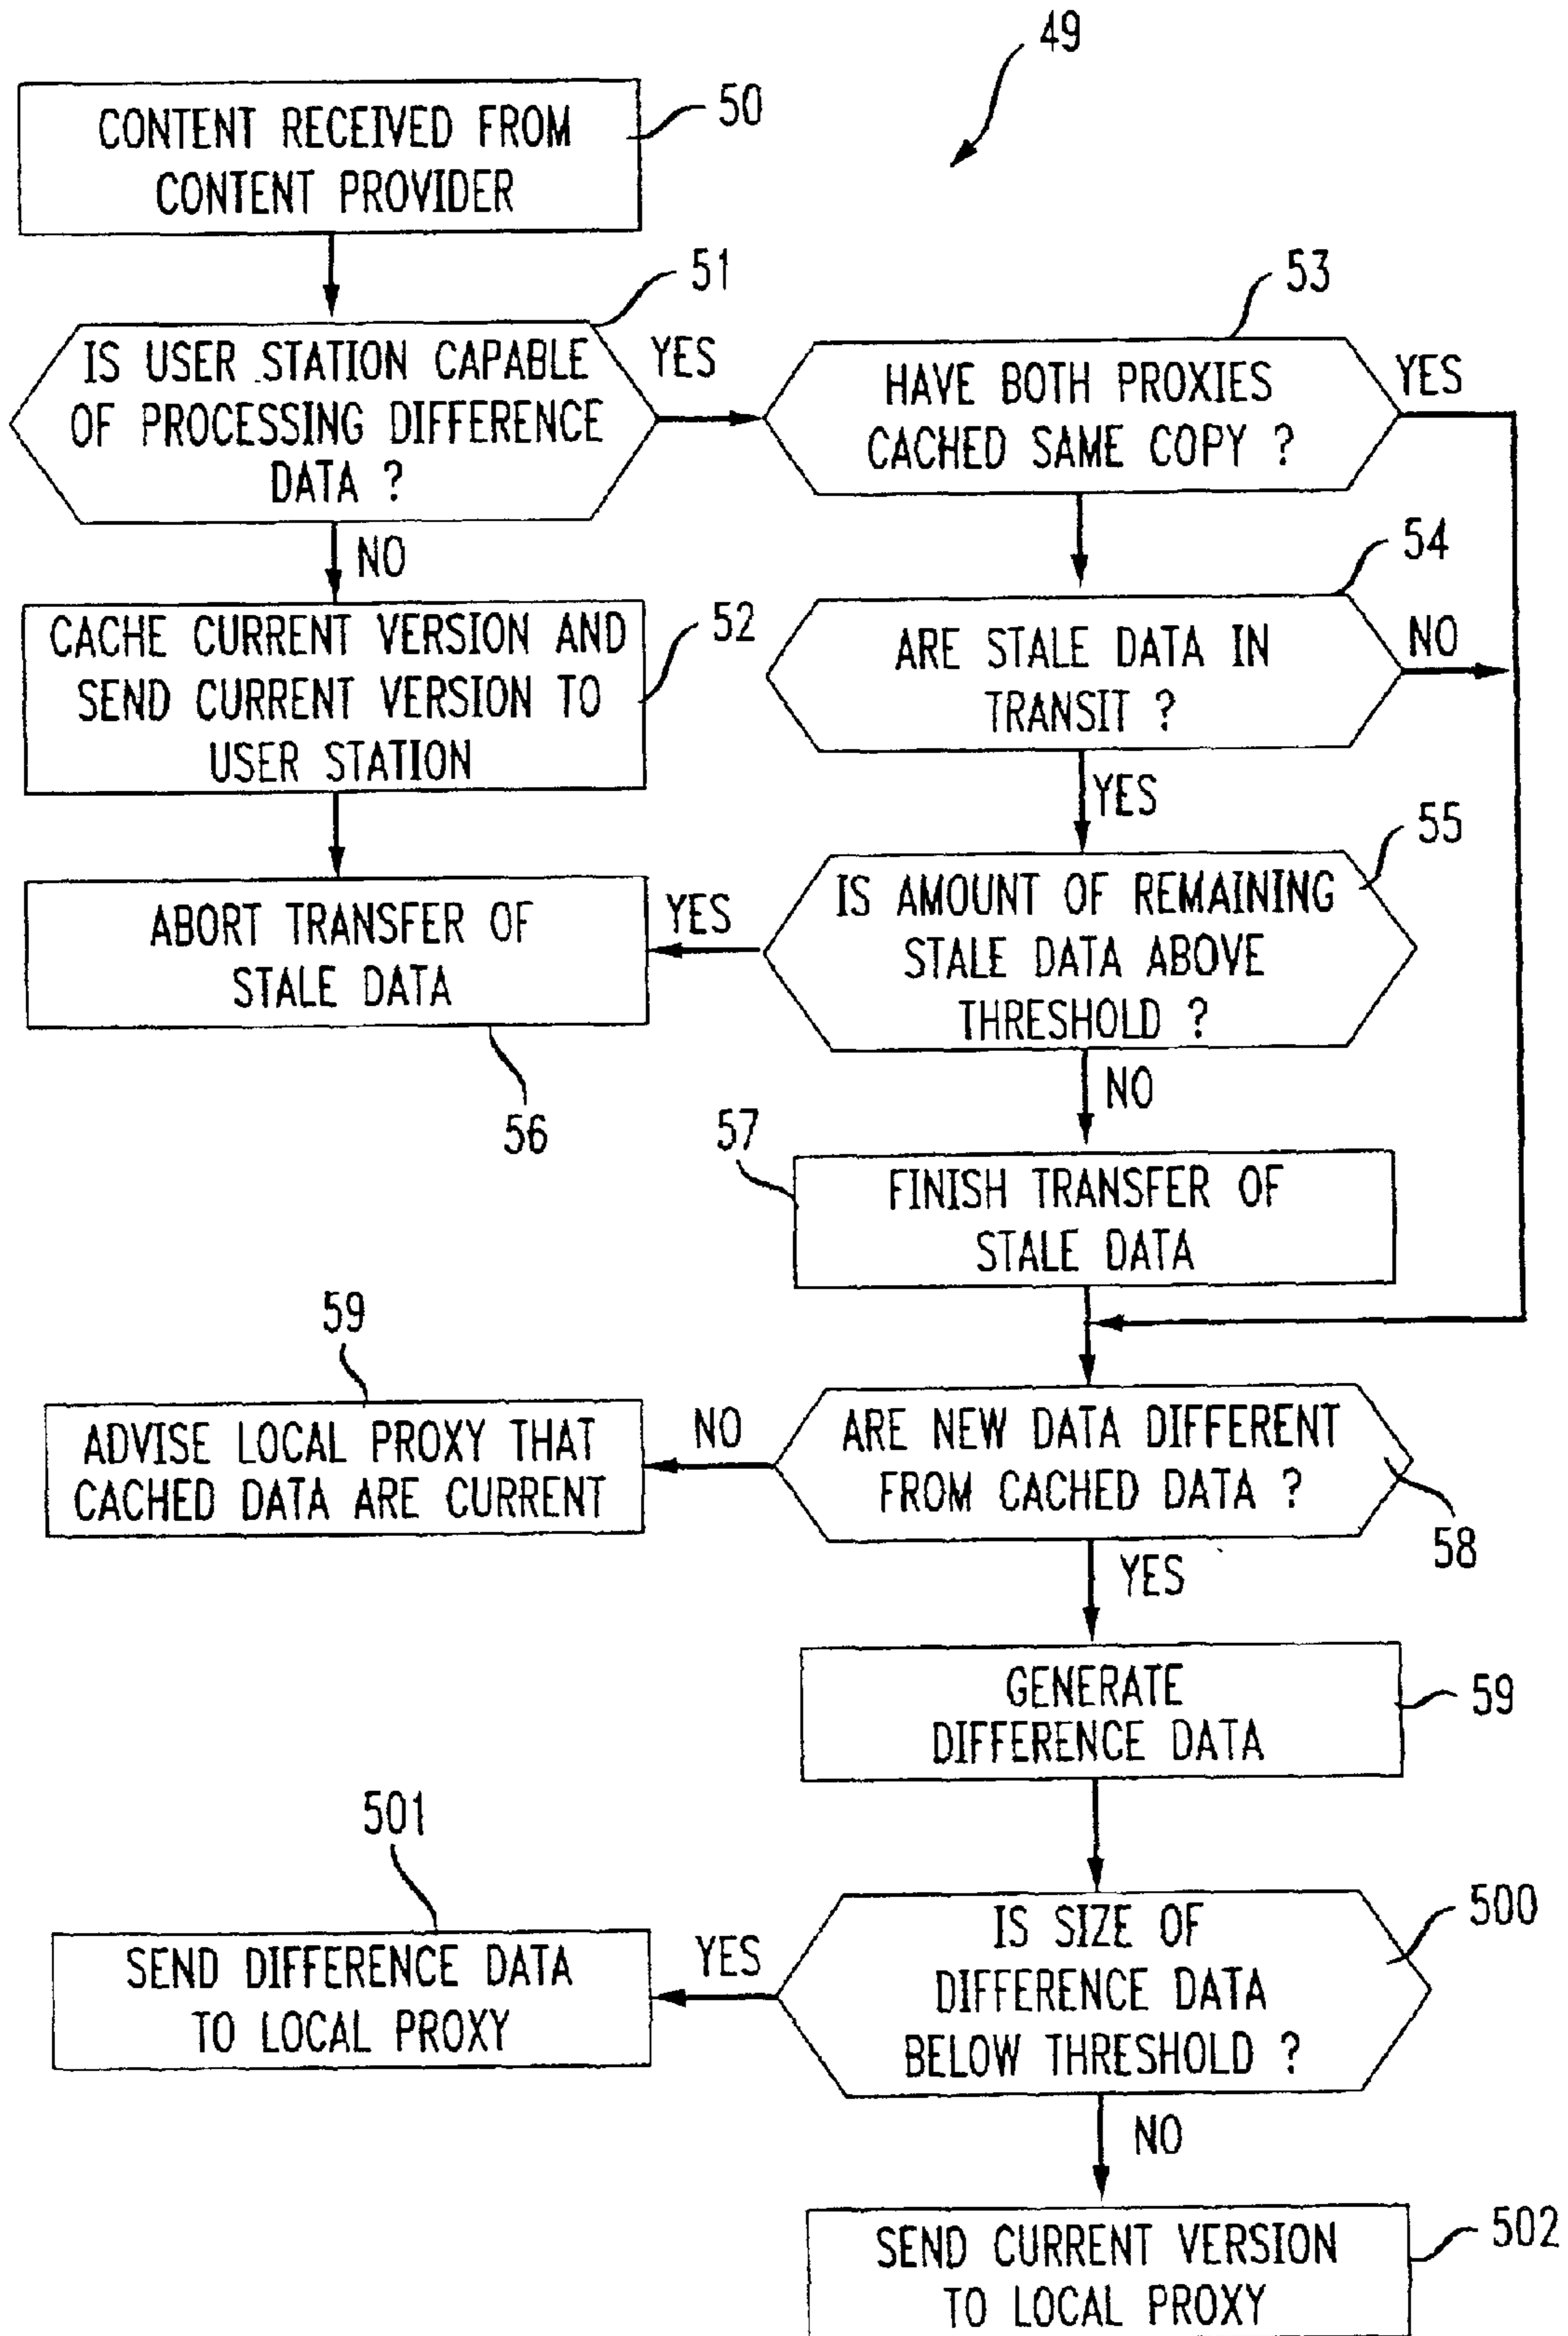 49
CONTENT RECEIVED FROM
CONTENT PROVIDER
50
51
IS USER STATION CAPABLE
OF PROCESSING DIFFERENCE
DATA ?
YES
NO
53
HAVE BOTH PROXIES
CACHED SAME COPY ?
YES
CACHE CURRENT VERSION AND
SEND CURRENT VERSION TO
USER STATION
52
54
ARE STALE DATA IN
TRANSIT ?
NO
YES
55
IS AMOUNT OF REMAINING
STALE DATA ABOVE
THRESHOLD ?
YES
NO
ABORT TRANSFER OF
STALE DATA
56
57
FINISH TRANSFER OF
STALE DATA
59
ADVISE LOCAL PROXY THAT
CACHED DATA ARE CURRENT
NO
ARE NEW DATA DIFFERENT
FROM CACHED DATA ?
58
YES
GENERATE
DIFFERENCE DATA
59
501
SEND DIFFERENCE DATA
TO LOCAL PROXY
YES
IS SIZE OF
DIFFERENCE DATA
BELOW THRESHOLD ?
500
NO
SEND CURRENT VERSION
TO LOCAL PROXY
502